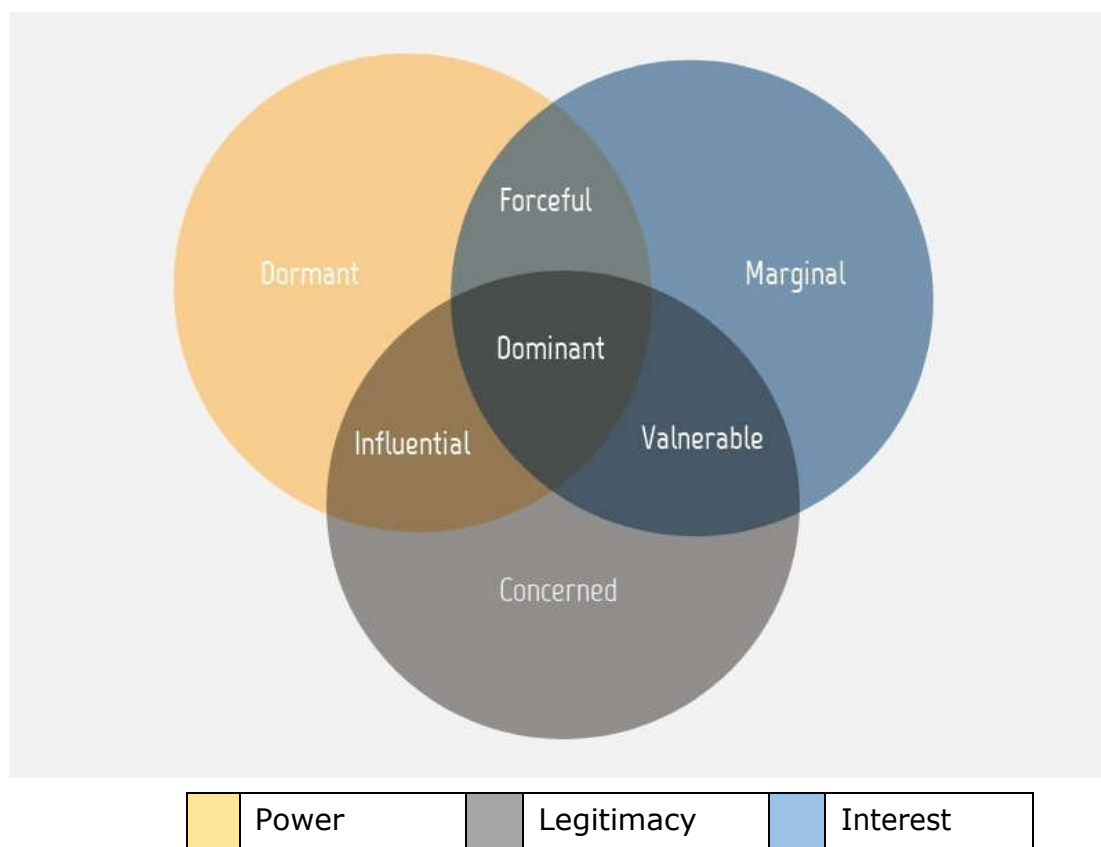 Forceful
Dormant
Marginal
Dominant
Influential
Valnerable
Concerned
Power
Legitimacy
Interest